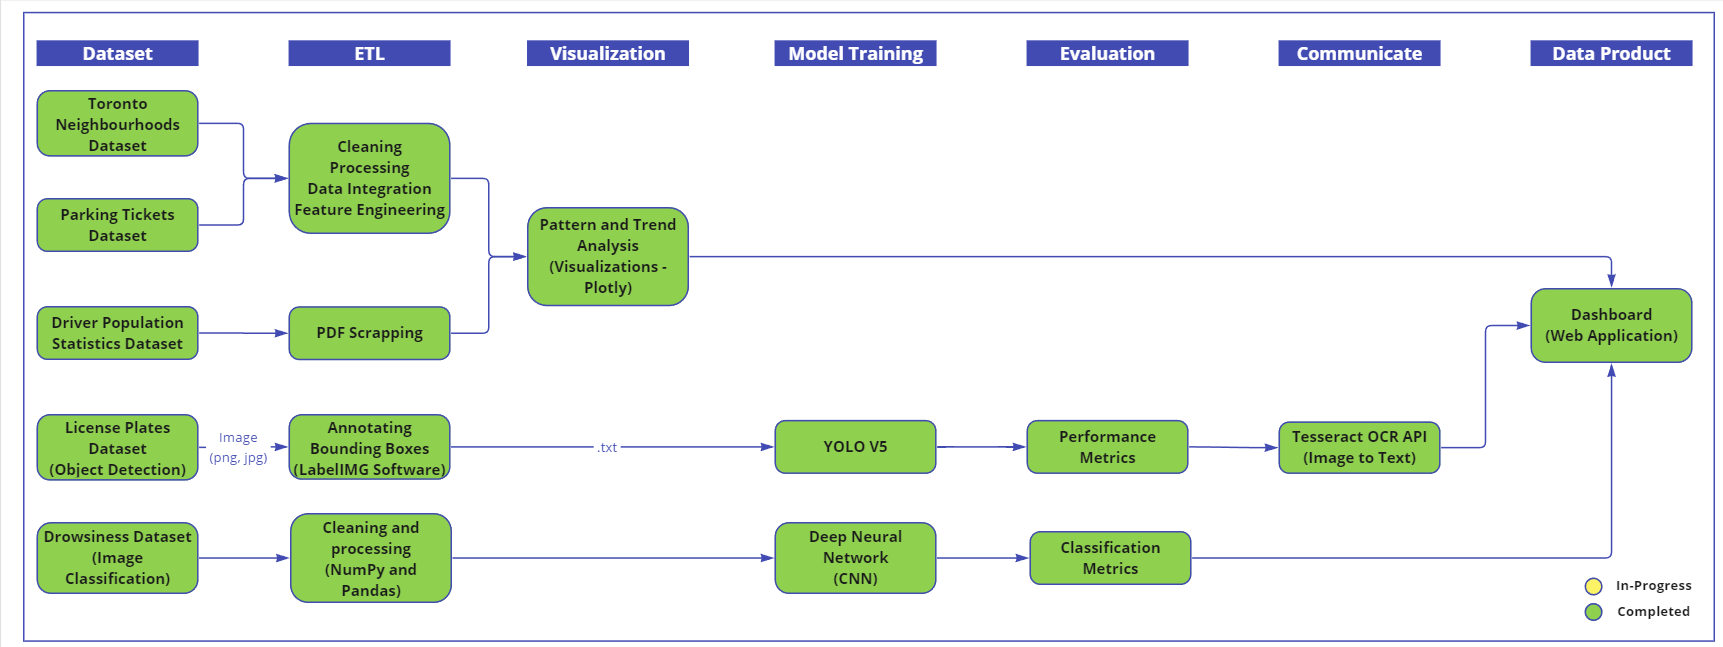 Dataset
ETL
Visualization
Model Training
Evaluation
Communicate
Data Product
Toronto
Neighbourhoods
Dataset
Parking Tickets
Dataset
Cleaning
Processing
Data Integration
Feature Engineering
Driver Population
Statistics Dataset
PDF Scrapping
Pattern and Trend
Analysis
(Visualizations -
Plotly)
Dashboard
(Web Application)
License Plates
Dataset
(Object Detection)
Image
(png, jpg)
Annotating
Bounding Boxes
(LabelIMG Software)
.txt
YOLO V5
Performance
Metrics
Tesseract OCR API
(Image to Text)
Drowsiness Dataset
(Image
Classification)
Cleaning and
processing
(NumPy and
Pandas)
Deep Neural
Network
(CNN)
Classification
Metrics
In-Progress
Completed